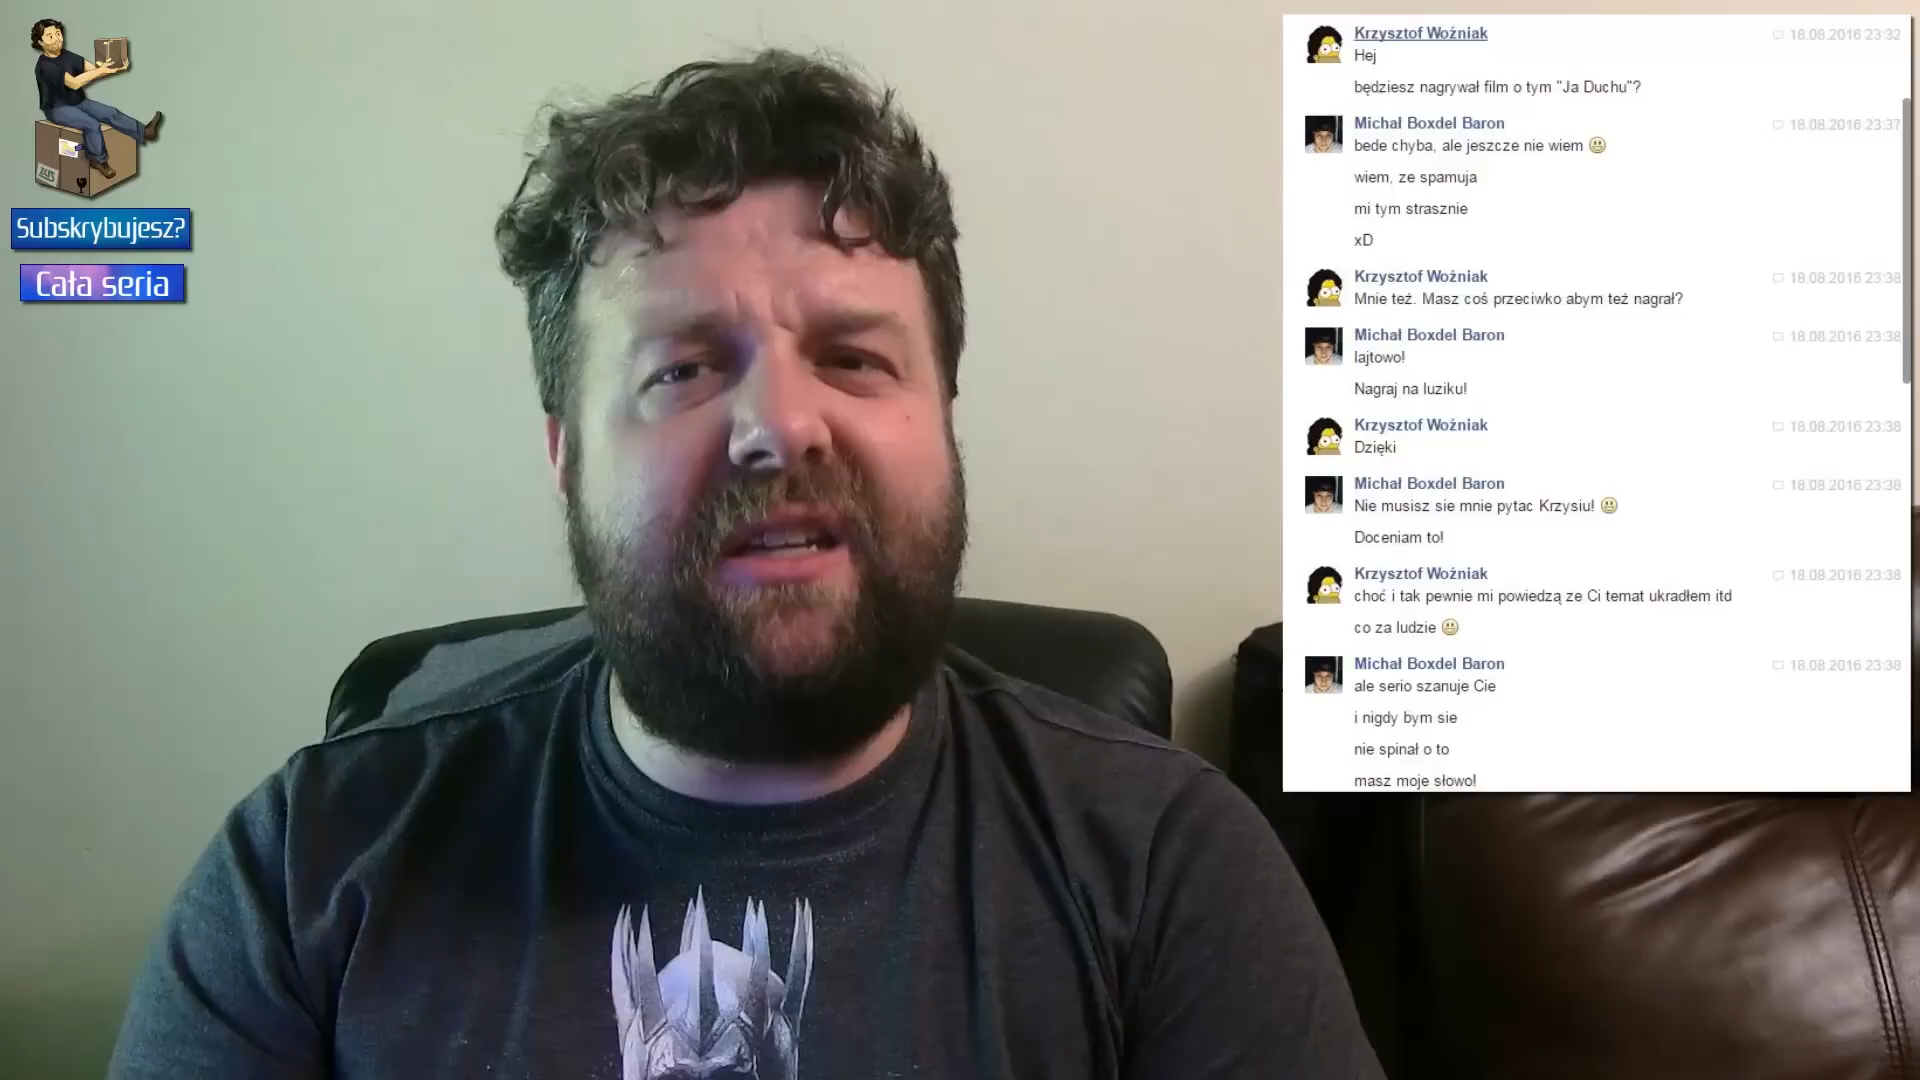 Subskrybujesz?
Cała seria
Krzysztof Woźniak 18.08.2016 23:32
Hej
będziesz nagrywał film o tym "Ja Duchu"?
Michał Boxdel Baron 18.08.2016 23:37
bede chyba, ale jeszcze nie wiem
wiem, ze spamuja
mi tym strasznie
xD
Krzysztof Woźniak 18.08.2016 23:38
Mnie też. Masz coś przeciwko abym też nagrał?
Michał Boxdel Baron 18.08.2016 23:38
lajtowo!
Nagraj na luziku!
Krzysztof Woźniak 18.08.2016 23:38
Dzięki
Michał Boxdel Baron 18.08.2016 23:38
Nie musisz sie mnie pytac Krzysiu!
Doceniam to!
Krzysztof Woźniak 18.08.2016 23:38
choć i tak pewnie mi powiedzą ze Ci temat ukradłem itd
co za ludzie
Michał Boxdel Baron 18.08.2016 23:38
ale serio szanuje Cie
i nigdy bym sie
nie spinał o to
masz moje słowo!